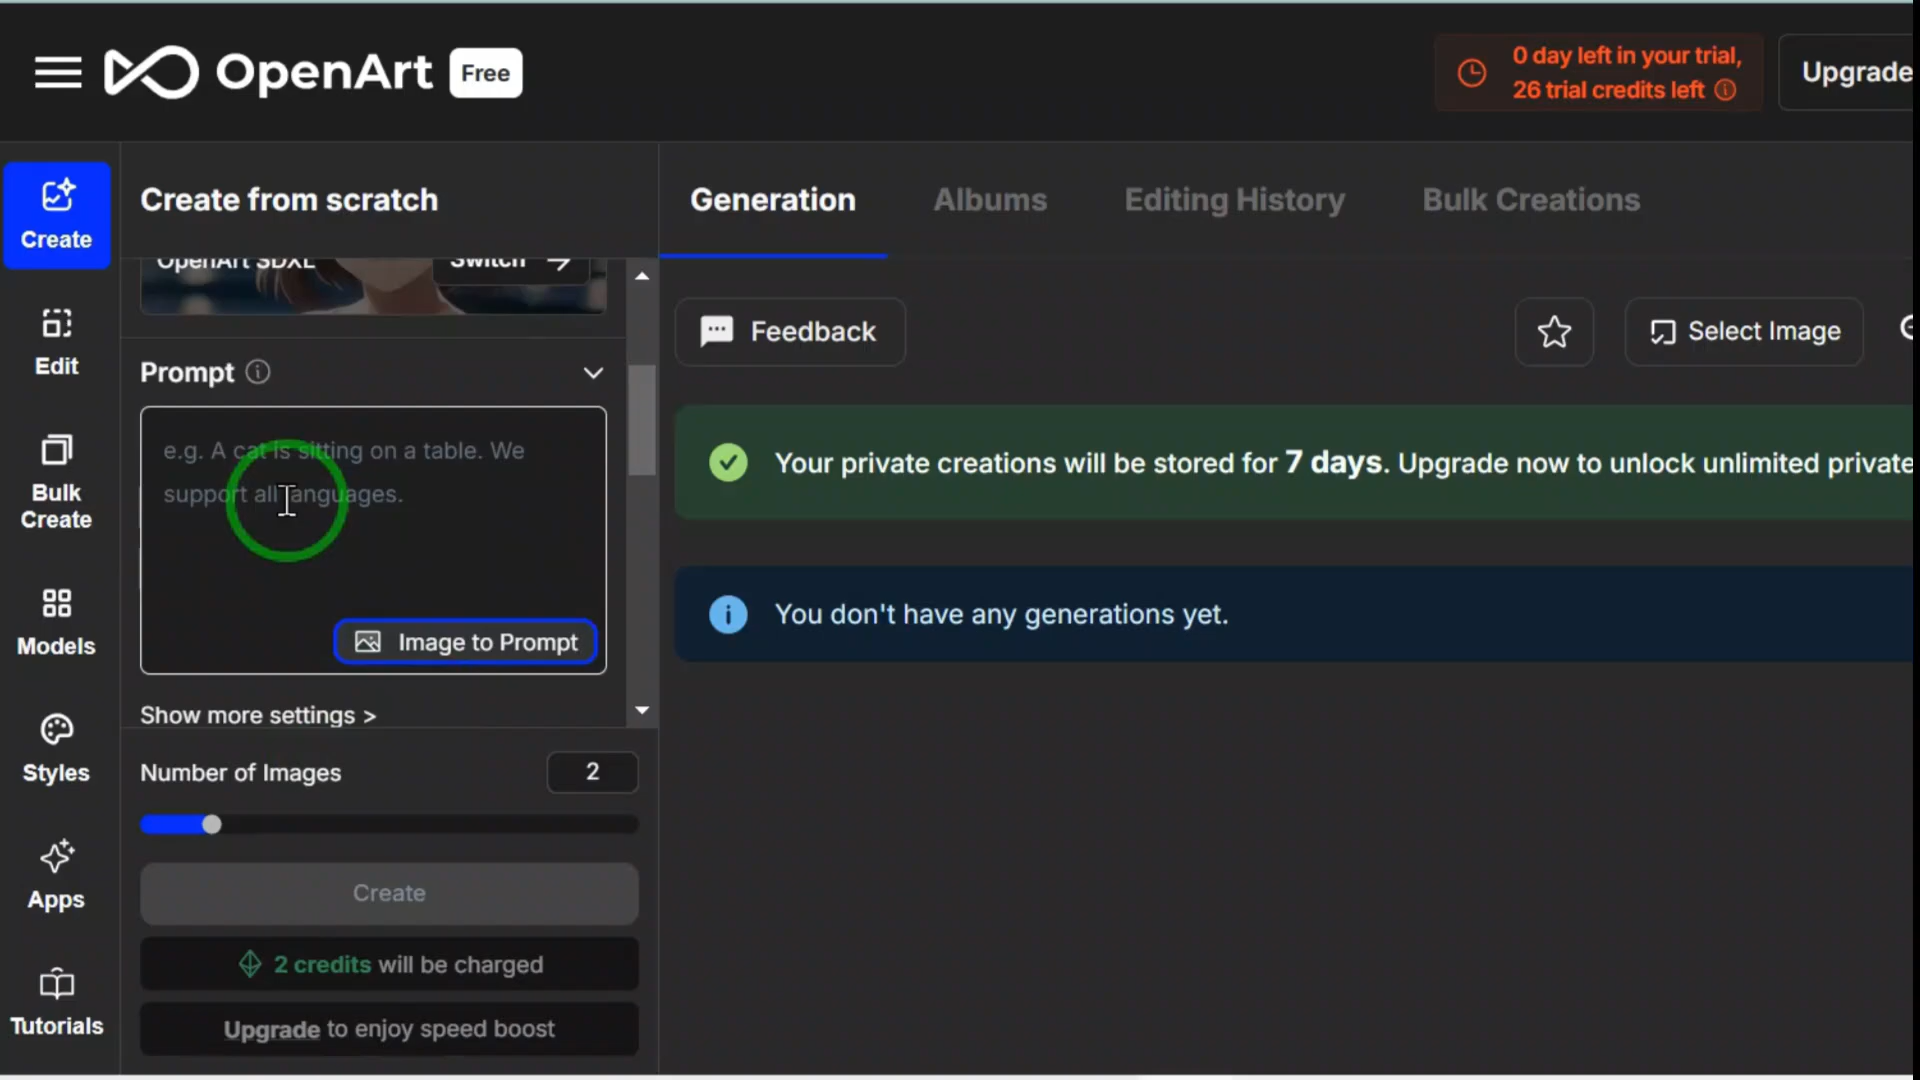 OpenArt Free
0 day left in your trial,
26 trial credits left
Upgrade
Create
Edit
Bulk
Create
Models
Styles
Apps
Tutorials
Create from scratch
OpenArt SDXL
Switch →
Prompt
e.g. A cat is sitting on a table. We
support all languages.
Image to Prompt
Show more settings >
Number of Images
2
Create
2 credits will be charged
Upgrade to enjoy speed boost
Generation
Albums
Editing History
Bulk Creations
Feedback
Select Image
Your private creations will be stored for 7 days. Upgrade now to unlock unlimited private
You don't have any generations yet.